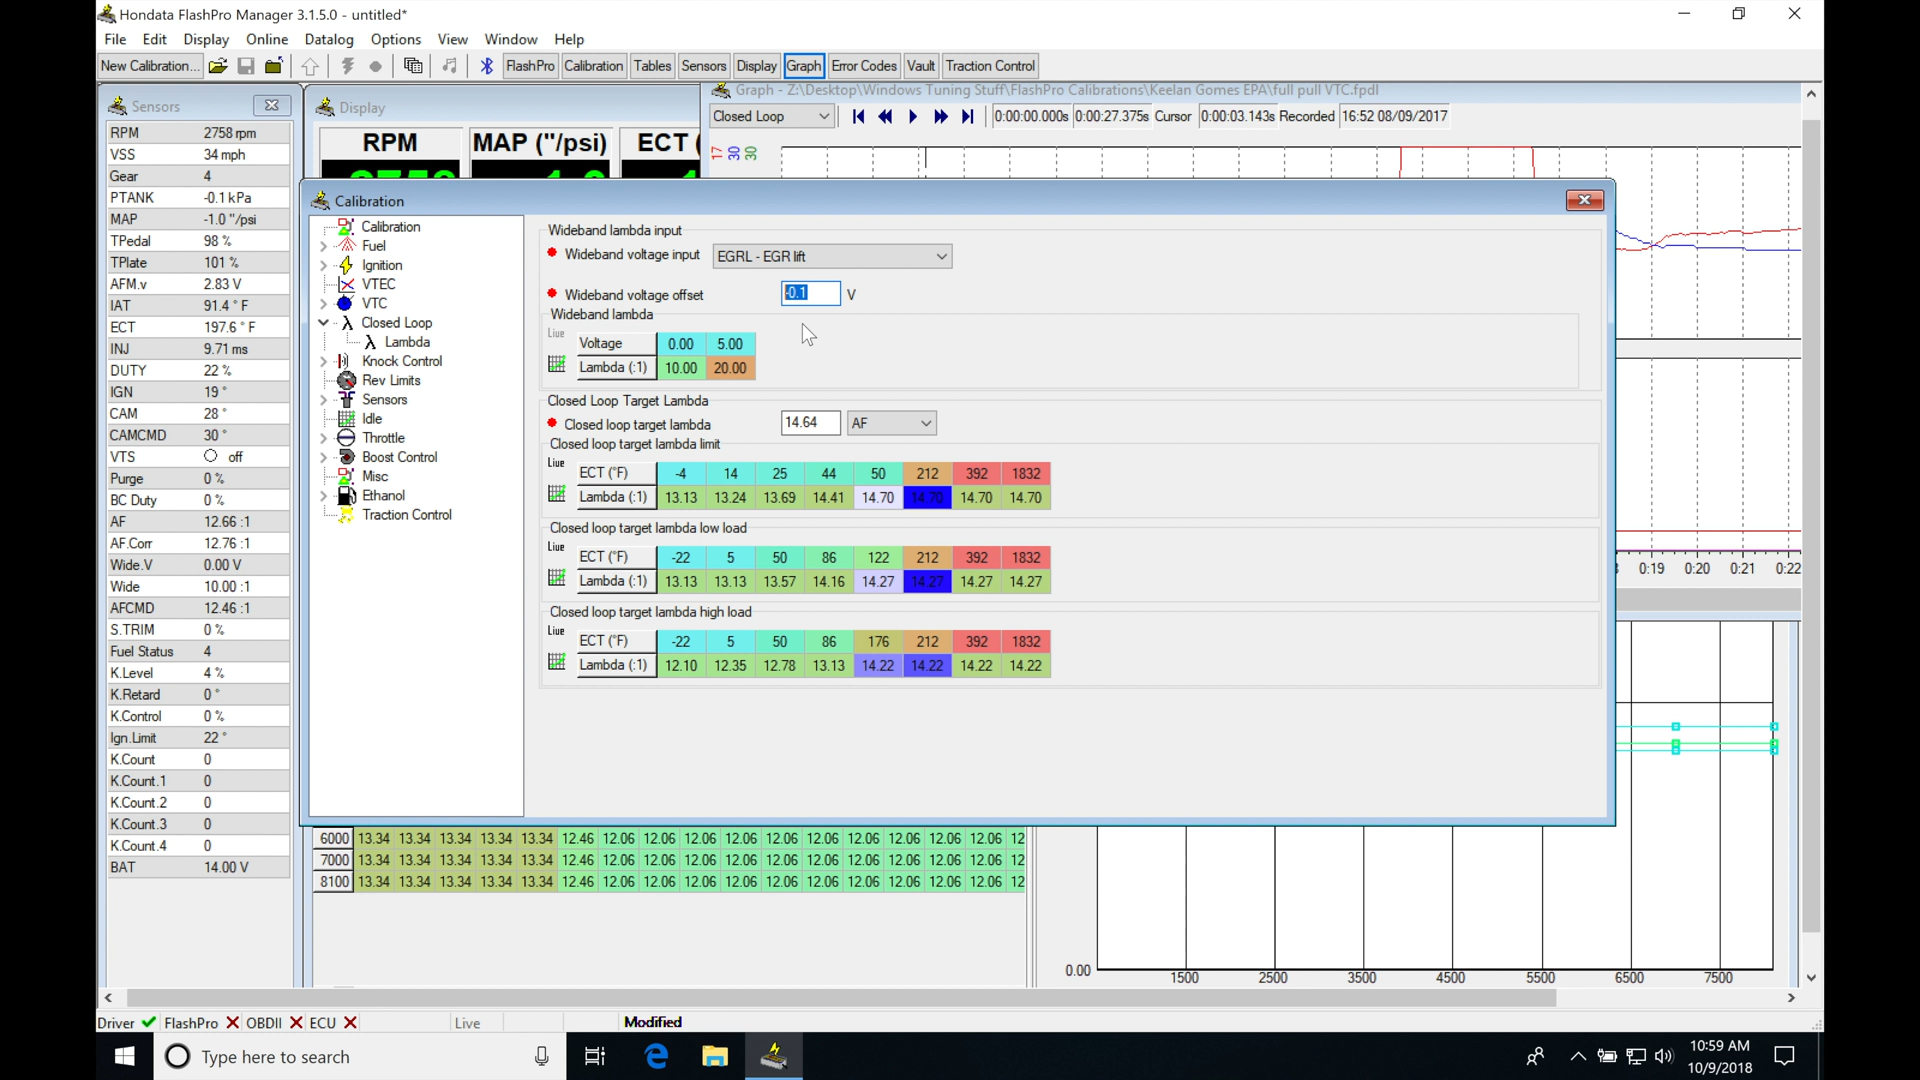 Hondata FlashPro Manager 3.1.5.0 - untitled*
File Edit Display Online Datalog Options View Window Help
New Calibration... FlashPro Calibration Tables Sensors Display Graph Error Codes Vault Traction Control
Sensors
RPM 2758 rpm
VSS 34 mph
Gear 4
PTANK -0.1 kPa
MAP -1.0 "/psi
TPedal 98 %
TPlate 101 %
AFM.v 2.83 V
IAT 91.4 ° F
ECT 197.6 ° F
INJ 9.71 ms
DUTY 22 %
IGN 19 °
CAM 28 °
CAMCMD 30 °
VTS off
Purge 0 %
BC Duty 0 %
AF 12.66 :1
AF.Corr 12.76 :1
Wide.V 0.00 V
Wide 10.00 :1
AFCMD 12.46 :1
S.TRIM 0 %
Fuel Status 4
K.Level 4 %
K.Retard 0 °
K.Control 0 %
Ign.Limit 22 °
K.Count 0
K.Count.1 0
K.Count.2 0
K.Count.3 0
K.Count.4 0
BAT 14.00 V
Display
RPM MAP ("/psi) ECT (
Graph - Z:\Desktop\Windows Tuning Stuff\FlashPro Calibrations\Keelan Gomes EPA\full pull VTC.fpdl
Closed Loop 0:00:00.000s 0:00:27.375s Cursor 0:00:03.143s Recorded 16:52 08/09/2017
17 30 30
Calibration
Calibration
Fuel
Ignition
VTEC
VTC
Closed Loop
Lambda
Knock Control
Rev Limits
Sensors
Idle
Throttle
Boost Control
Misc
Ethanol
Traction Control
Wideband lambda input
Wideband voltage input EGRL - EGR lift
Wideband voltage offset -0.1 V
Wideband lambda
Live
Voltage 0.00 5.00
Lambda (:1) 10.00 20.00
Closed Loop Target Lambda
Closed loop target lambda 14.64 AF
Closed loop target lambda limit
Live
ECT (°F) -4 14 25 44 50 212 392 1832
Lambda (:1) 13.13 13.24 13.69 14.41 14.70 14.70 14.70 14.70
Closed loop target lambda low load
Live
ECT (°F) -22 5 50 86 122 212 392 1832
Lambda (:1) 13.13 13.13 13.57 14.16 14.27 14.27 14.27 14.27
Closed loop target lambda high load
Live
ECT (°F) -22 5 50 86 176 212 392 1832
Lambda (:1) 12.10 12.35 12.78 13.13 14.22 14.22 14.22 14.22
0:19 0:20 0:21 0:22
6000 13.34 13.34 13.34 13.34 13.34 12.46 12.06 12.06 12.06 12.06 12.06 12.06 12.06 12.06 12.06 12.06 12
7000 13.34 13.34 13.34 13.34 13.34 12.46 12.06 12.06 12.06 12.06 12.06 12.06 12.06 12.06 12.06 12.06 12
8100 13.34 13.34 13.34 13.34 13.34 12.46 12.06 12.06 12.06 12.06 12.06 12.06 12.06 12.06 12.06 12.06 12
0.00
1500 2500 3500 4500 5500 6500 7500
Driver FlashPro OBDII ECU Live Modified
Type here to search
10:59 AM
10/9/2018